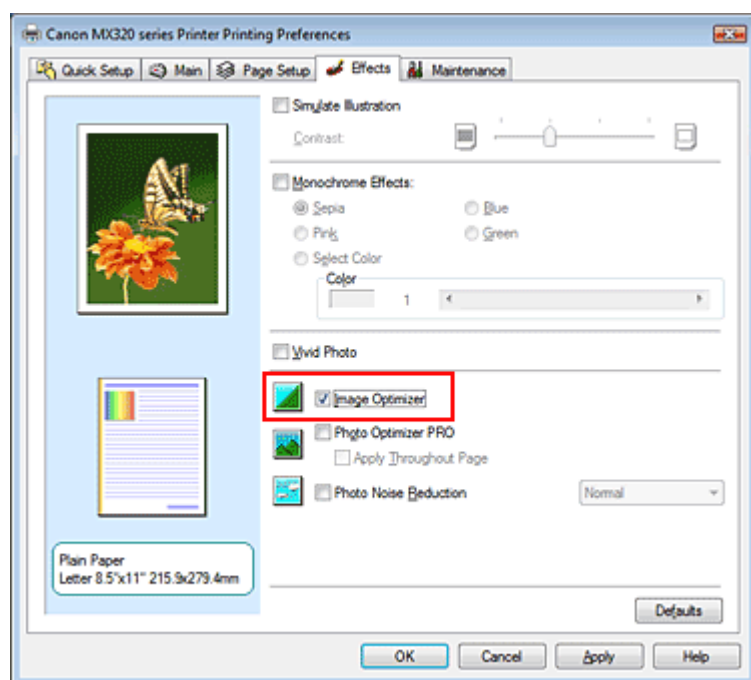 Canon MX320 series Printer Printing Preferences
Quick Setup Main Page Setup Effects Maintenance
Simulate Illustration
Contrast:
Monochrome Effects:
Sepia Blue
Pink Green
Select Color
Color
1
Vivid Photo
Image Optimizer
Photo Optimizer PRO
Apply Throughout Page
Photo Noise Reduction Normal
Plain Paper
Letter 8.5"x11" 215.9x279.4mm
Defaults
OK Cancel Apply Help